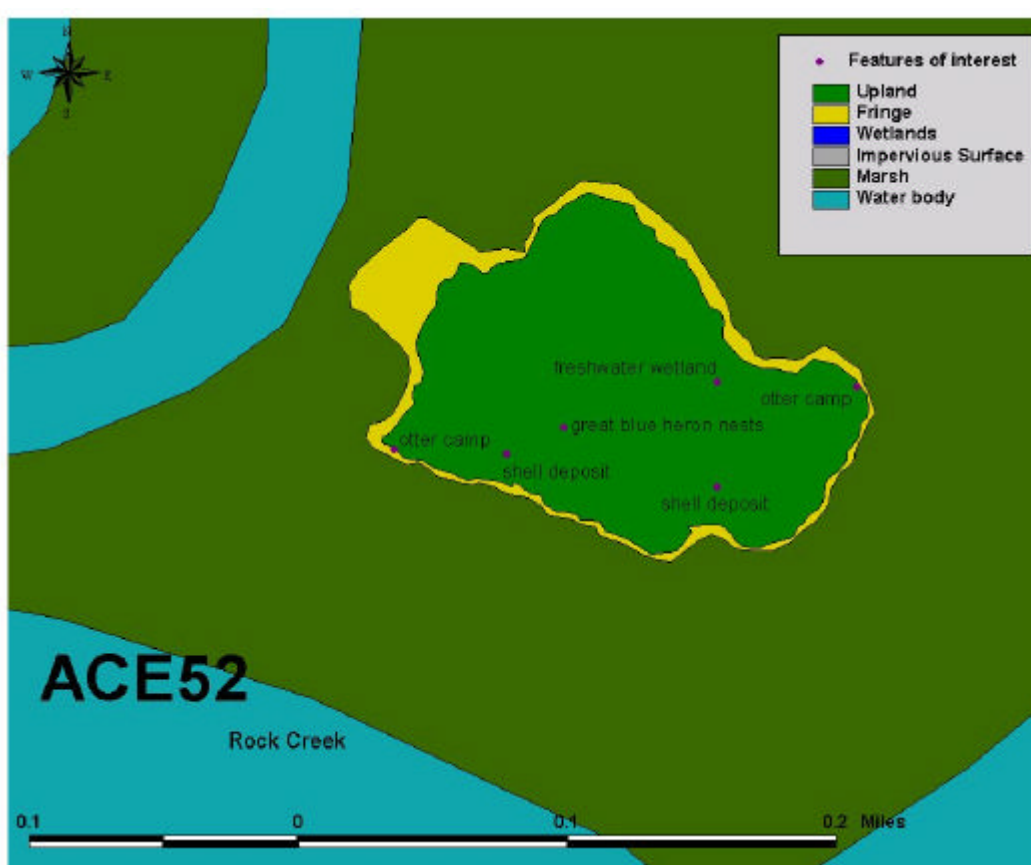 N
W E
S
Features of interest
Upland
Fringe
Wetlands
Impervious Surface
Marsh
Water body
freshwater wetland
otter camp
great blue heron nests
otter camp
shell deposit
shell deposit
ACE52
Rock Creek
0.1 0 0.1 0.2 Miles